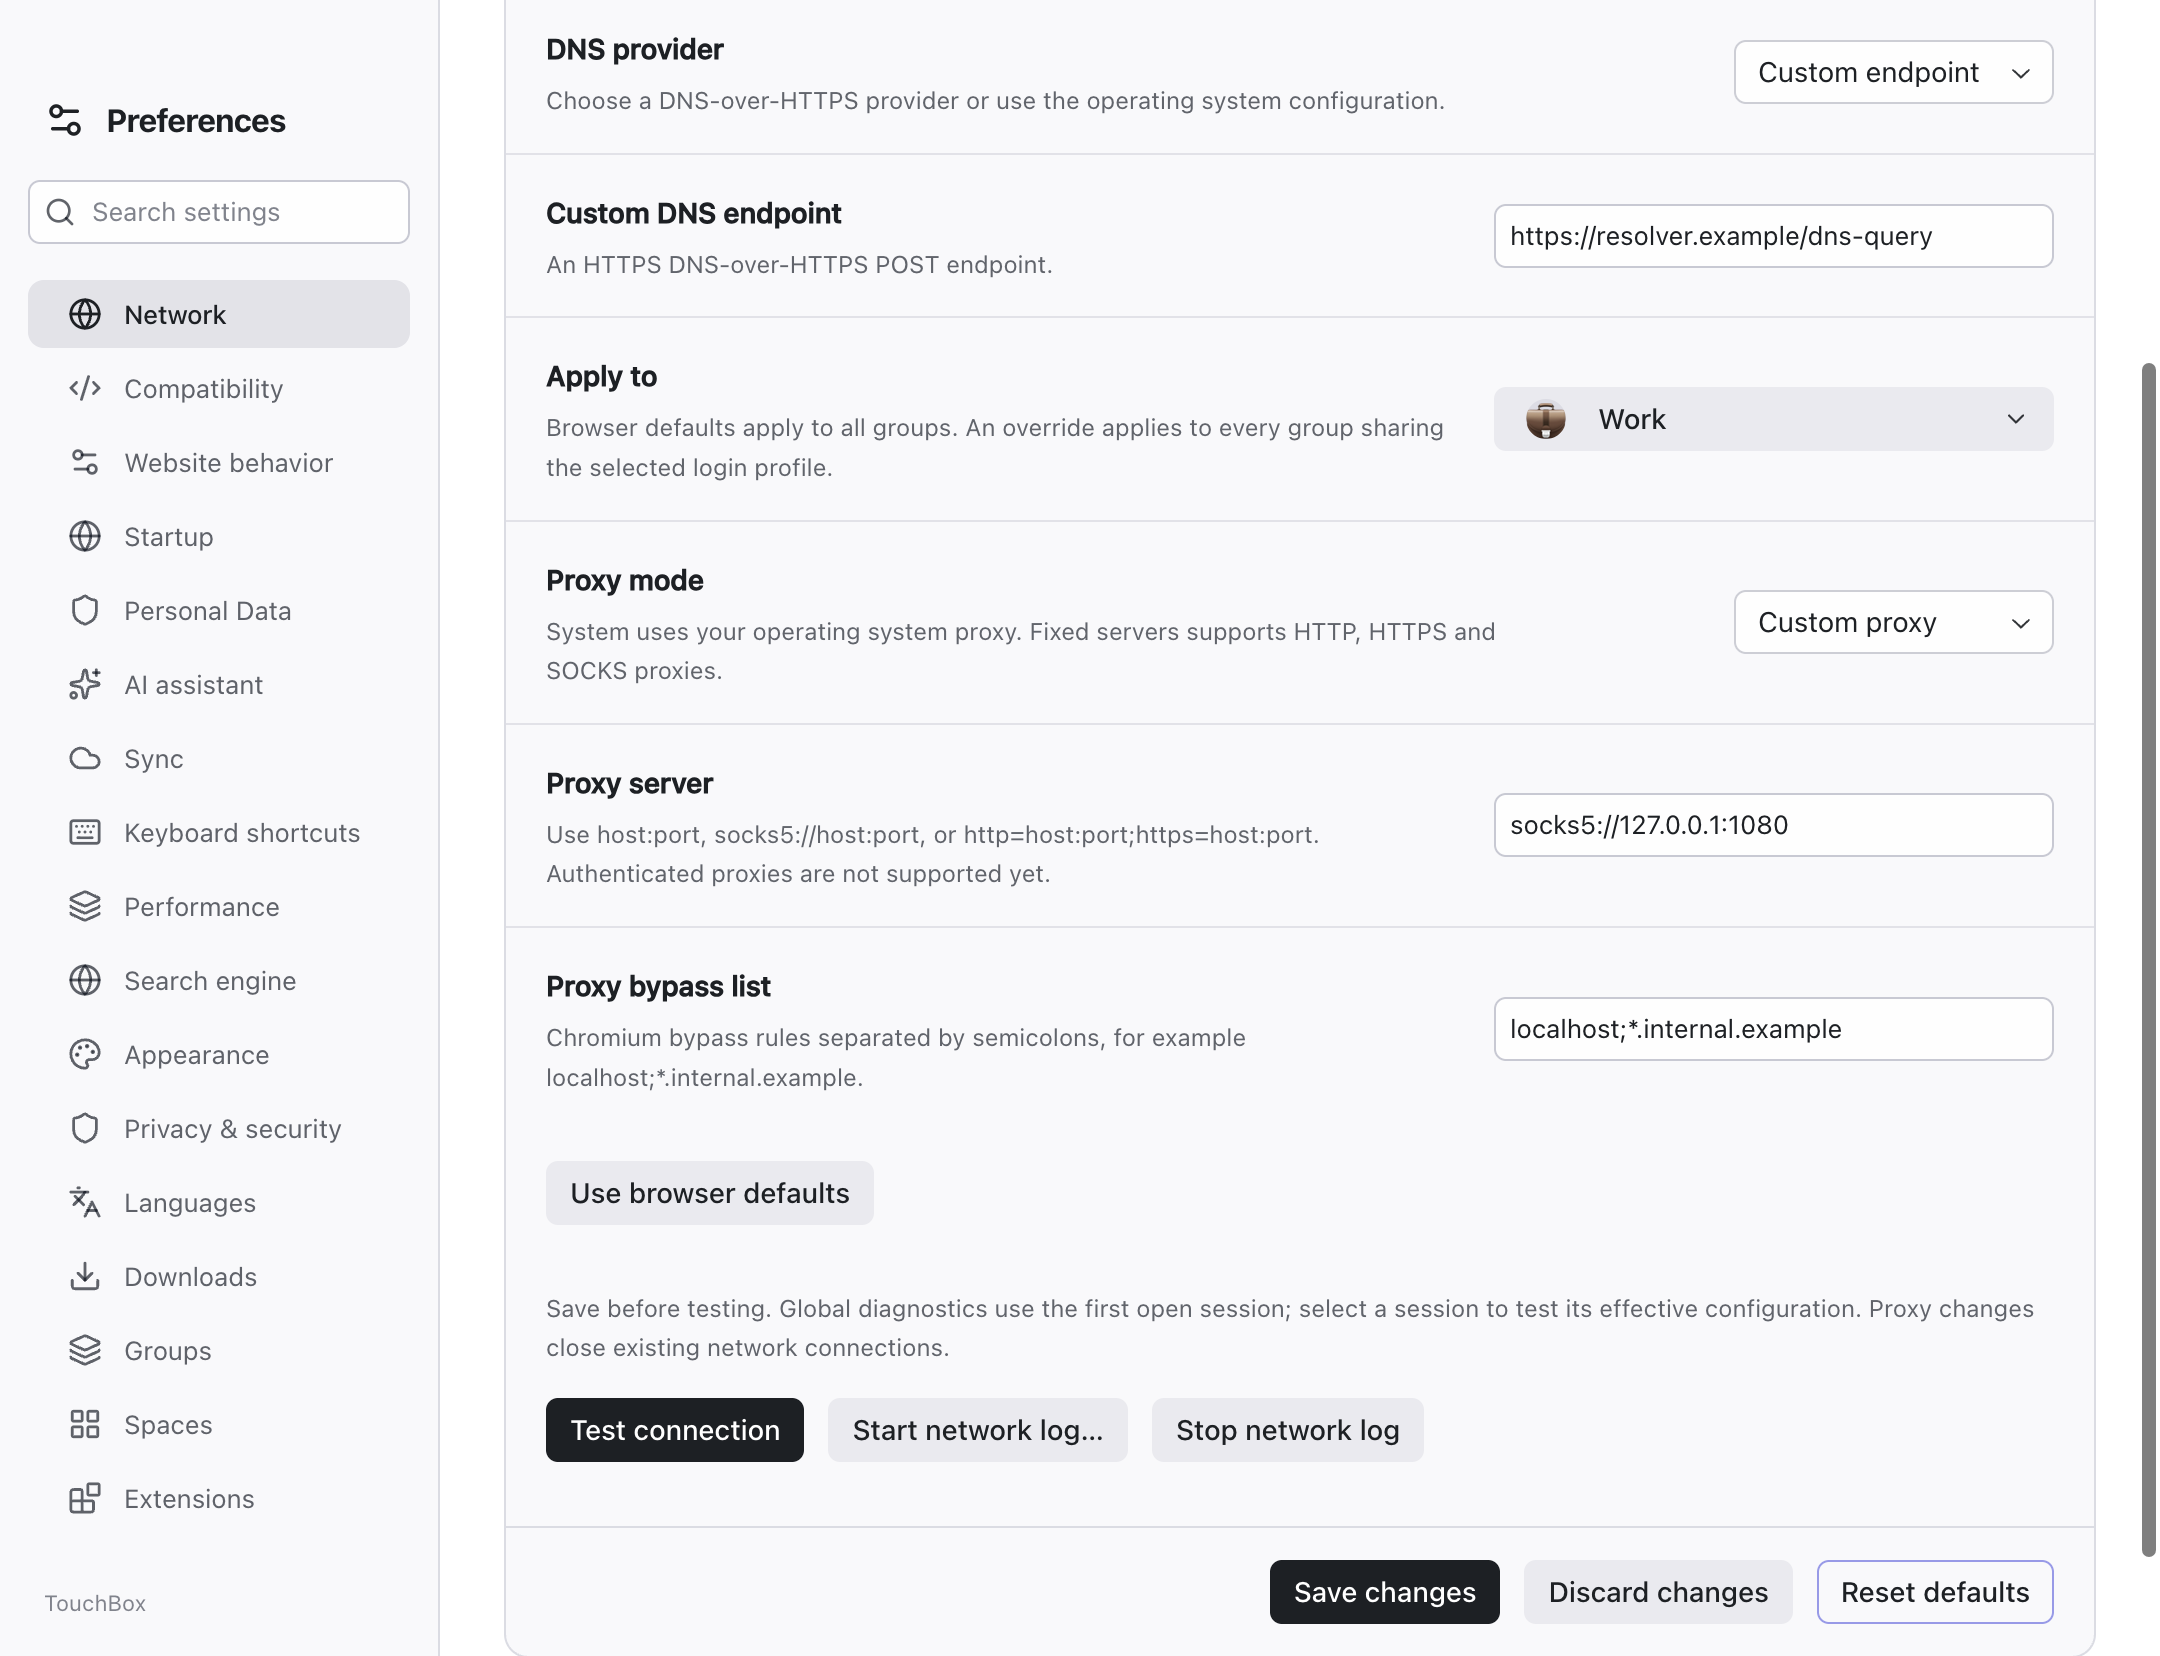 Preferences
Search settings
Network
Compatibility
Website behavior
Startup
Personal Data
AI assistant
Sync
Keyboard shortcuts
Performance
Search engine
Appearance
Privacy & security
Languages
Downloads
Groups
Spaces
Extensions
TouchBox
DNS provider
Choose a DNS-over-HTTPS provider or use the operating system configuration.
Custom endpoint
Custom DNS endpoint
An HTTPS DNS-over-HTTPS POST endpoint.
https://resolver.example/dns-query
Apply to
Browser defaults apply to all groups. An override applies to every group sharing
the selected login profile.
Work
Proxy mode
System uses your operating system proxy. Fixed servers supports HTTP, HTTPS and
SOCKS proxies.
Custom proxy
Proxy server
Use host:port, socks5://host:port, or http=host:port;https=host:port.
Authenticated proxies are not supported yet.
socks5://127.0.0.1:1080
Proxy bypass list
Chromium bypass rules separated by semicolons, for example
localhost;*.internal.example.
localhost;*.internal.example
Use browser defaults
Save before testing. Global diagnostics use the first open session; select a session to test its effective configuration. Proxy changes
close existing network connections.
Test connection
Start network log...
Stop network log
Save changes
Discard changes
Reset defaults